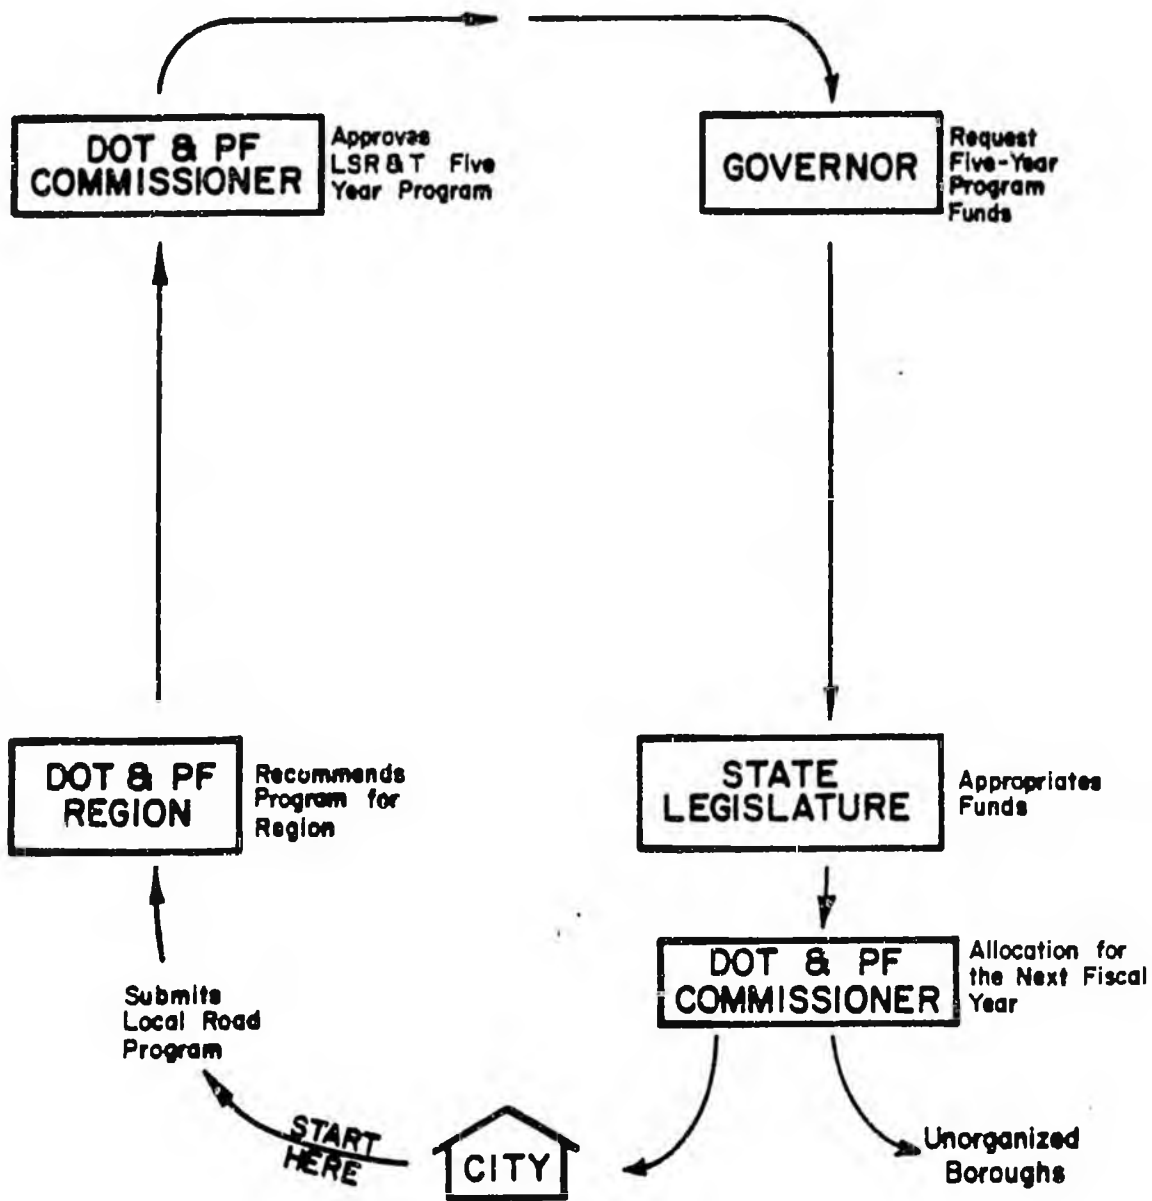 DOT & PF
COMMISSIONER
Approvas
LSR&T Five
Year Program
GOVERNOR
Request
Five-Year
Program
Funds
DOT & PF
REGION
Recommends
Program for
Region
STATE
LEGISLATURE
Appropriates
Funds
DOT & PF
COMMISSIONER
Allocation for
the Next Fiscal
Year
Submits
Local Road
Program
START
HERE
CITY
Unorganized
Boroughs